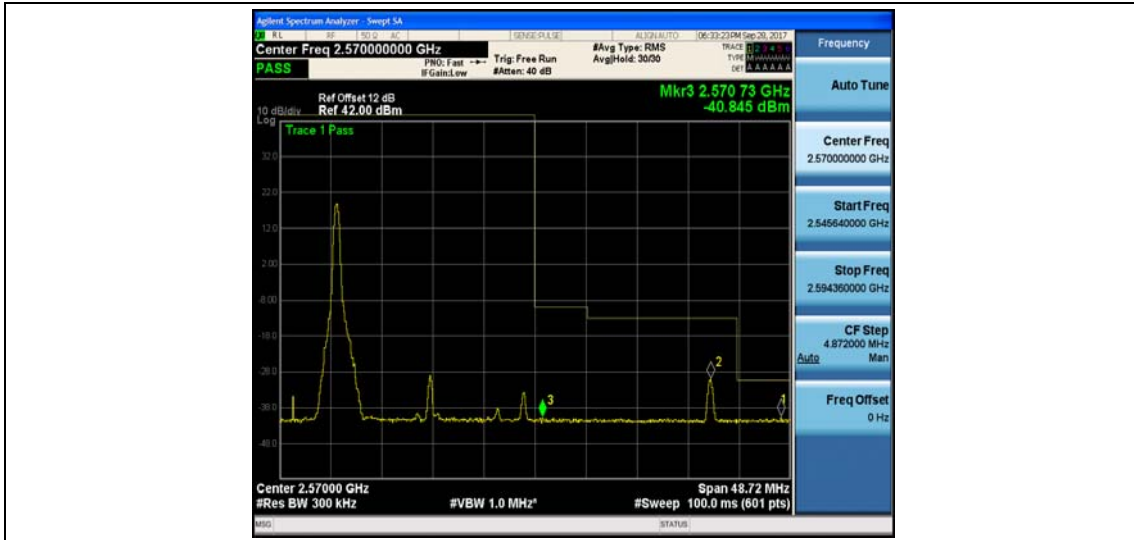 Agilent Spectrum Analyzer - Swept SA
RL RF 50 Ω AC SENSE:PULSE ALIGN AUTO 06:33:23 PM Sep 28, 2017
Center Freq 2.570000000 GHz
PASS
PNO: Fast
IFGain:Low
Trig: Free Run
#Atten: 40 dB
#Avg Type: RMS
Avg|Hold: 30/30
TRACE 1 2 3 4 5 6
TYPE M
DET A A A A A A
Mkr3 2.570 73 GHz
-40.845 dBm
Ref Offset 12 dB
10 dB/div Ref 42.00 dBm
Log
Trace 1 Pass
32.0
22.0
12.0
2.00
-8.00
-18.0
-28.0
-38.0
-48.0
2
3
1
Center 2.57000 GHz
Span 48.72 MHz
#Res BW 300 kHz
#VBW 1.0 MHz*
#Sweep 100.0 ms (601 pts)
MSG
STATUS
Frequency
Auto Tune
Center Freq
2.570000000 GHz
Start Freq
2.545640000 GHz
Stop Freq
2.594360000 GHz
CF Step
4.872000 MHz
Auto Man
Freq Offset
0 Hz